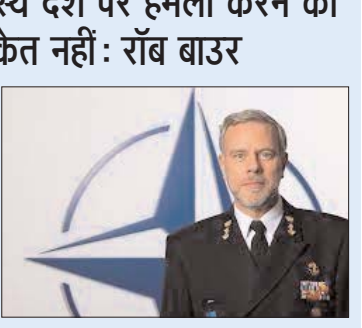 देश पर हमला करने का
नहीं: रॉब बाउर